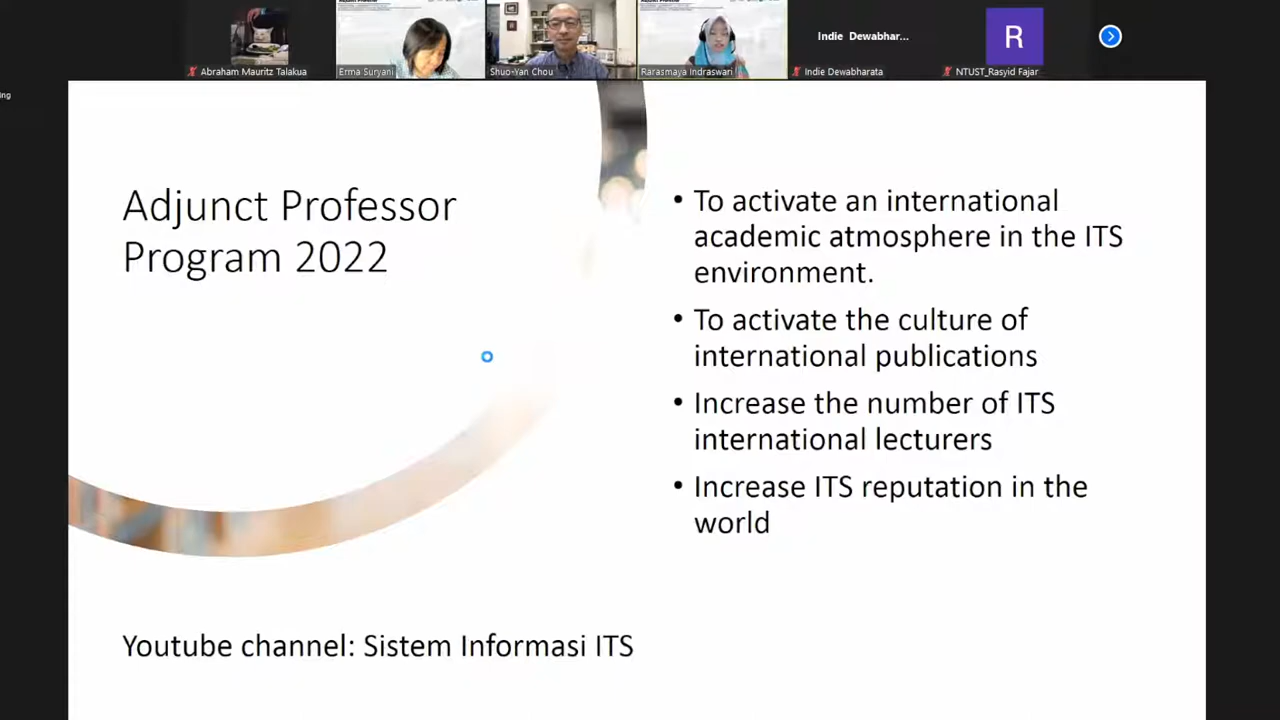 Indie Dewabhar...
R
Abraham Mauritz Talakua
Erma Suryani
Shuo-Yan Chou
Rarasmaya Indraswari
Indie Dewabharata
NTUST_Rasyid Fajar
ing
Adjunct Professor
Program 2022
• To activate an international
academic atmosphere in the ITS
environment.
• To activate the culture of
international publications
• Increase the number of ITS
international lecturers
• Increase ITS reputation in the
world
Youtube channel: Sistem Informasi ITS